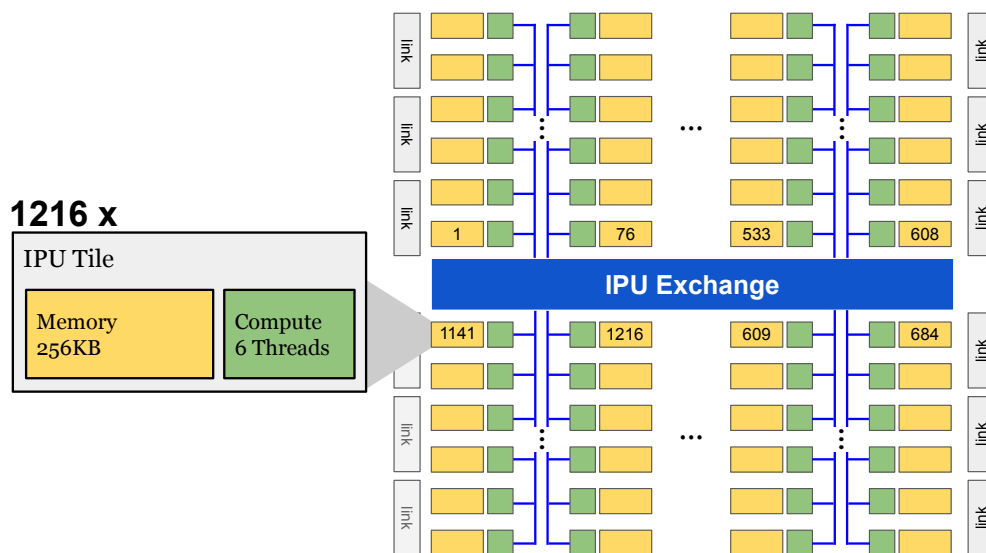 link
link
link
link
link
...
link
1216 x
1
76
533
608
IPU Tile
Memory
256KB
Compute
6 Threads
IPU Exchange
1141
1216
609
684
link
link
link
...
link
link